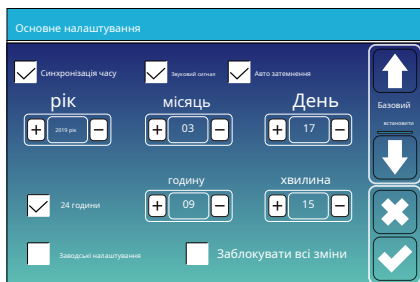 Основне налаштування
Синхронізація часу
Звуковий сигнал
Авто затемнення
рік
місяць
День
+ 2019 рік −
+ 03 −
+ 17 −
Базовий
встановити
годину
хвилина
24 години
+ 09 −
+ 15 −
Заводські налаштування
Заблокувати всі зміни